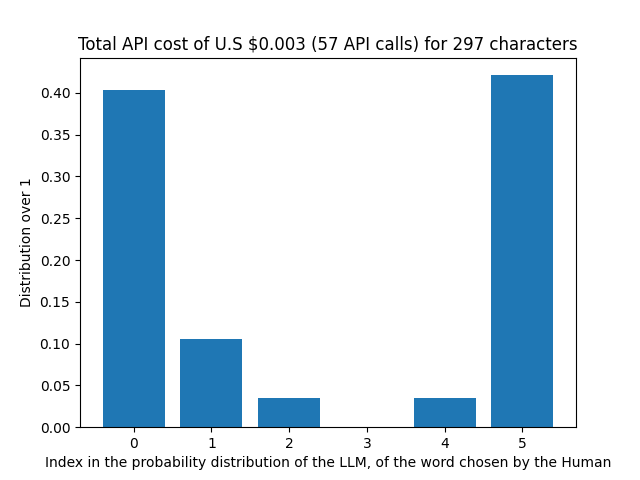 Total API cost of U.S $0.003 (57 API calls) for 297 characters
0.40
0.35
0.30
0.25
0.20
0.15
0.10
0.05
0.00
Distribution over 1
0 1 2 3 4 5
Index in the probability distribution of the LLM, of the word chosen by the Human